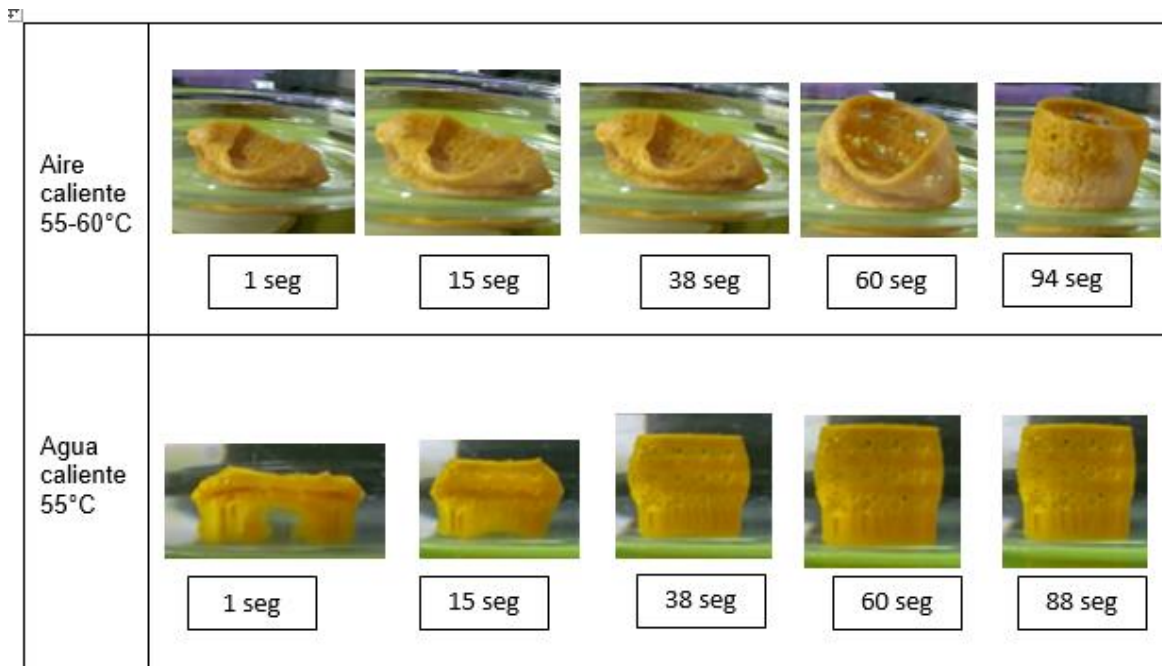 Aire
caliente
55-60°C
1 seg
15 seg
38 seg
60 seg
94 seg
Agua
caliente
55°C
1 seg
15 seg
38 seg
60 seg
88 seg